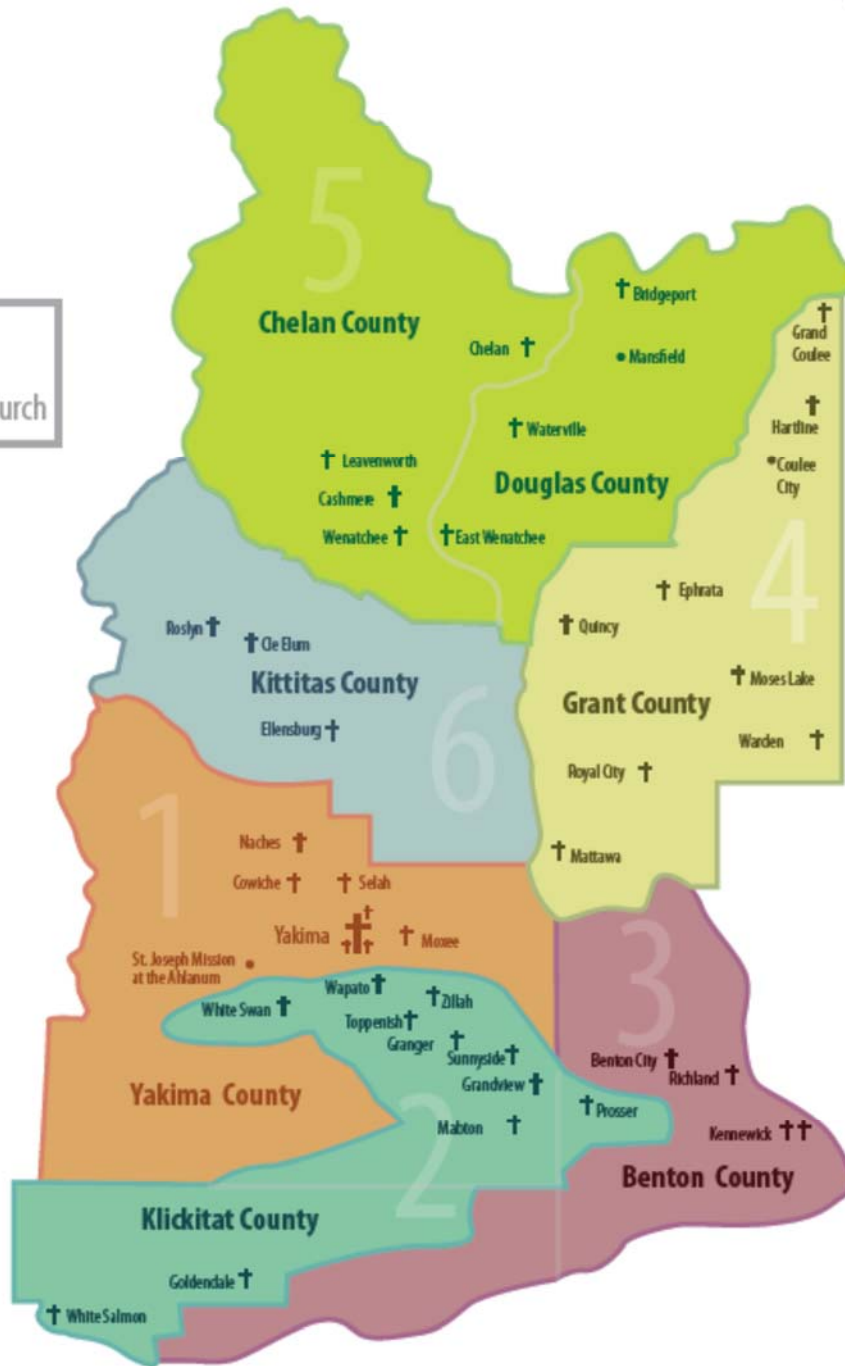 5
Chelan County
Bridgeport
Chelan
Mansfield
Grand
Coulee
Hartline
Waterville
Leavenworth
Coulee
City
Cashmere
Douglas County
Wenatchee
East Wenatchee
4
Ephrata
Quincy
Roslyn
Cle Elum
Kittitas County
Moses Lake
Grant County
Ellensburg
6
Warden
Royal City
1
Naches
Mattawa
Cowiche
Selah
Yakima
Moxee
St. Joseph Mission
at the Ahlanum
3
Wapato
Zillah
White Swan
Toppenish
Granger
Sunnyside
Benton City
Richland
Grandview
Yakima County
Prosser
Mabton
Kennewick
2
Benton County
Klickitat County
Goldendale
White Salmon